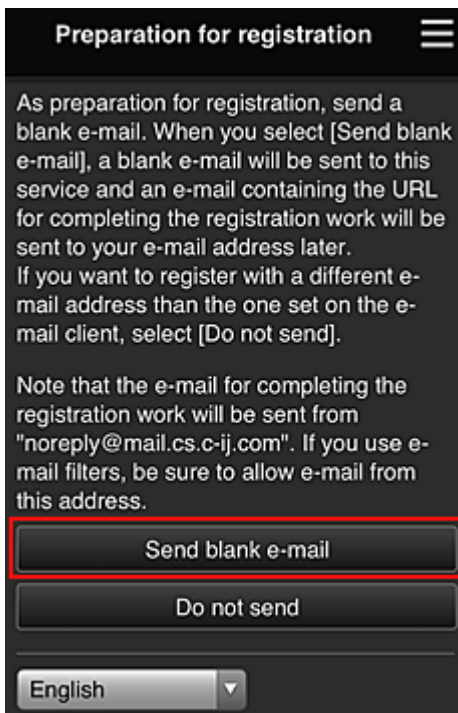 Preparation for registration
As preparation for registration, send a
blank e-mail. When you select [Send blank
e-mail], a blank e-mail will be sent to this
service and an e-mail containing the URL
for completing the registration work will be
sent to your e-mail address later.
If you want to register with a different e-
mail address than the one set on the e-
mail client, select [Do not send].
Note that the e-mail for completing the
registration work will be sent from
"noreply@mail.cs.c-ij.com". If you use e-
mail filters, be sure to allow e-mail from
this address.
Send blank e-mail
Do not send
English